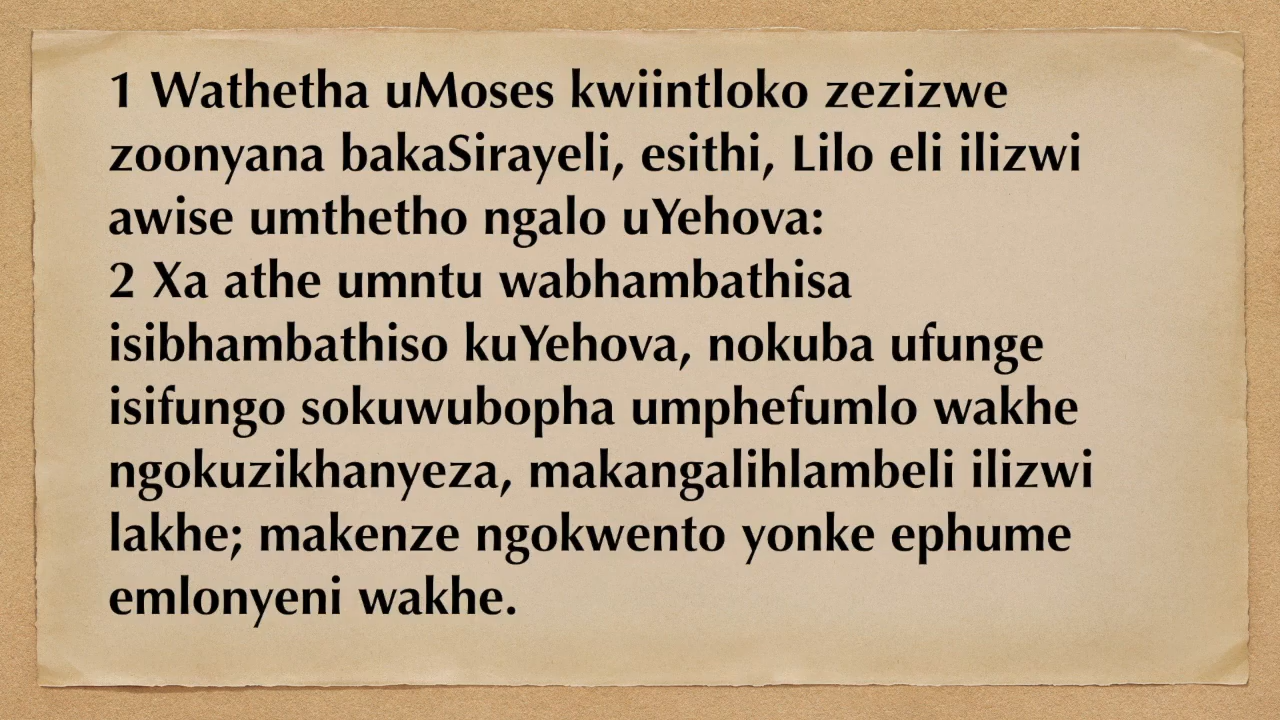 1 Wathetha uMoses kwiintloko zezizwe
zoonyana bakaSirayeli, esithi, Lilo eli ilizwi
awise umthetho ngalo uYehova:
2 Xa athe umntu wabhambathisa
isibhambathiso kuYehova, nokuba ufunge
isifungo sokuwubopha umphefumlo wakhe
ngokuzikhanyeza, makangalihlambeli ilizwi
lakhe; makenze ngokwento yonke ephume
emlonyeni wakhe.